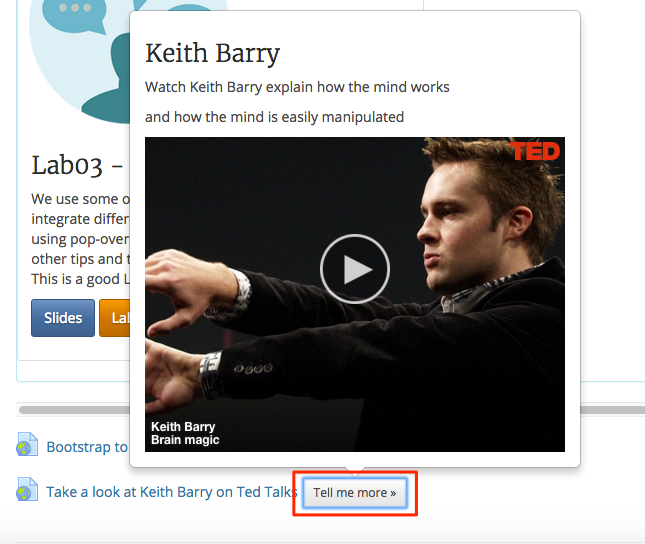 Keith Barry
Watch Keith Barry explain how the mind works
and how the mind is easily manipulated
TED
Keith Barry
Brain magic
Lab03 -
We use some o
integrate differ
using pop-over
other tips and t
This is a good L
Slides
Lab
Bootstrap to
Take a look at Keith Barry on Ted Talks
Tell me more »